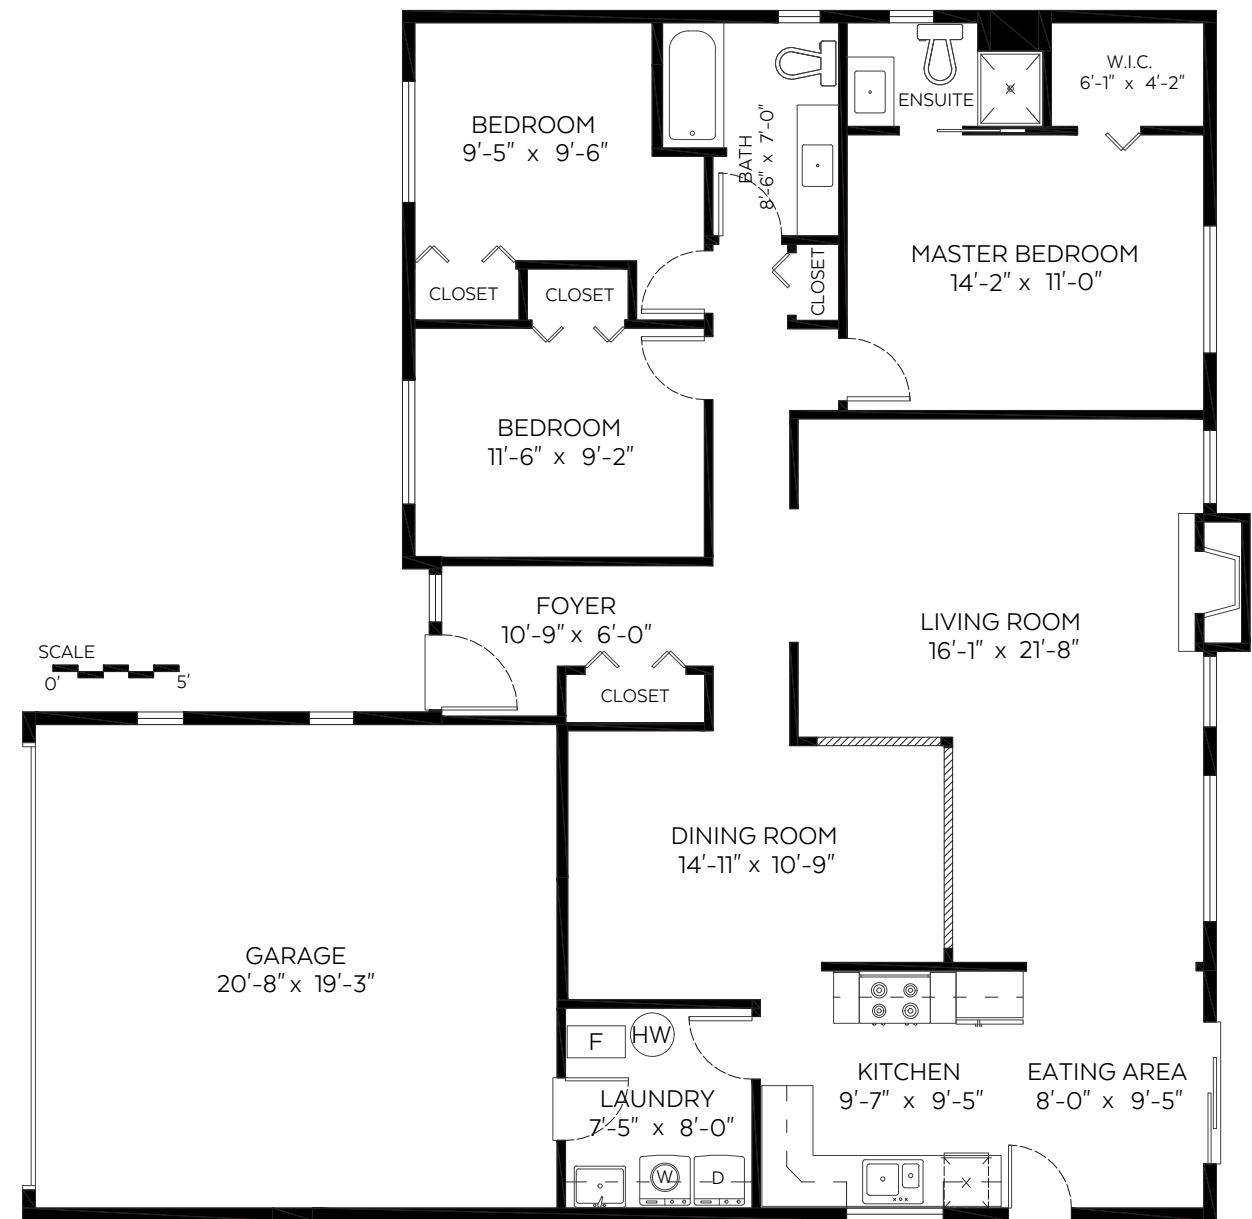 W.I.C.
6'-1" x 4'-2"
ENSUITE
BEDROOM
9'-5" x 9'-6"
BATH
8'-6" x 7'-0"
MASTER BEDROOM
14'-2" x 11'-0"
CLOSET
CLOSET
CLOSET
BEDROOM
11'-6" x 9'-2"
FOYER
10'-9" x 6'-0"
LIVING ROOM
16'-1" x 21'-8"
SCALE
0' 5'
CLOSET
DINING ROOM
14'-11" x 10'-9"
GARAGE
20'-8" x 19'-3"
F
HW
KITCHEN
9'-7" x 9'-5"
EATING AREA
8'-0" x 9'-5"
LAUNDRY
7'-5" x 8'-0"
W
D
X